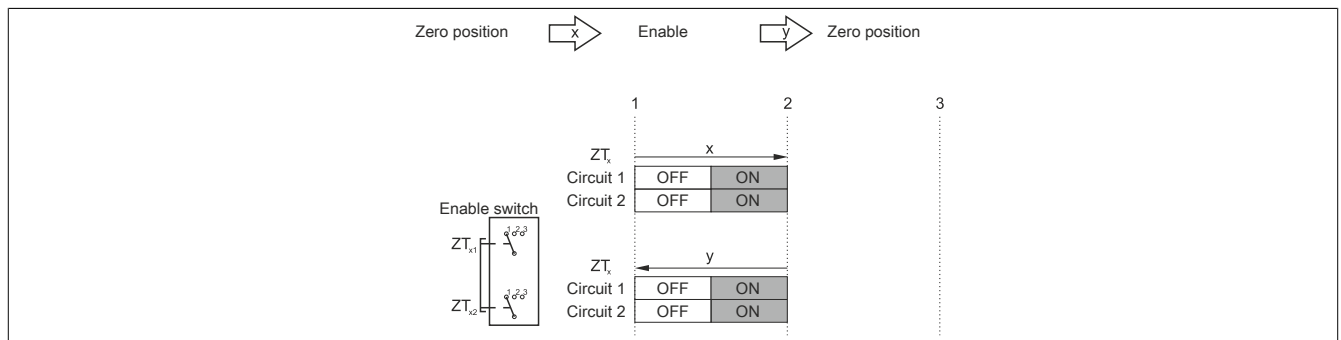 Zero position x Enable y Zero position
1 2 3
ZTx x
Circuit 1 OFF ON
Circuit 2 OFF ON
Enable switch
1 2 3
ZTx1
ZTx y
Circuit 1 OFF ON
1 2 3
ZTx2
Circuit 2 OFF ON